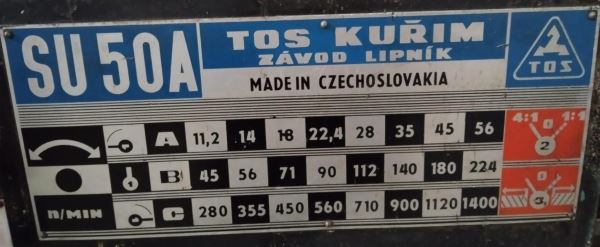 SU 50A
TOS KUŘIM
ZÁVOD LIPNÍK
MADE IN CZECHOSLOVAKIA
TOS
A 11,2 14 18 22,4 28 35 45 56
4:1 0 1:1
2
B 45 56 71 90 112 140 180 224
n/MIN C 280 355 450 560 710 900 1120 1400
0
3